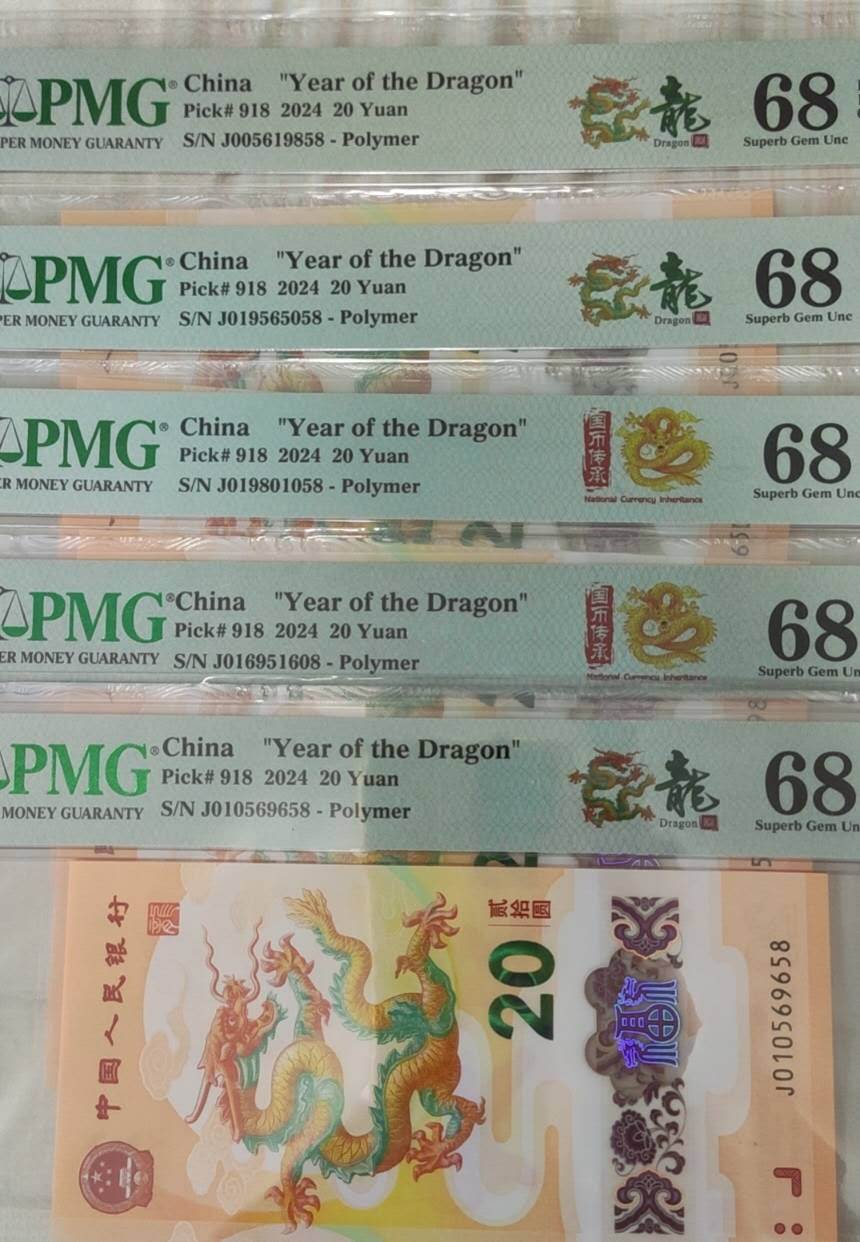 PMG® China "Year of the Dragon" 68
Pick# 918 2024 20 Yuan
PER MONEY GUARANTY S/N J005619858 - Polymer Dragon Superb Gem Unc
龍
PMG® China "Year of the Dragon" 68
Pick# 918 2024 20 Yuan
PER MONEY GUARANTY S/N J019565058 - Polymer Dragon Superb Gem Unc
龍
PMG® China "Year of the Dragon" 68
Pick# 918 2024 20 Yuan
ER MONEY GUARANTY S/N J019801058 - Polymer Superb Gem Unc
国币传承
National Currency Inheritance
PMG® China "Year of the Dragon" 68
Pick# 918 2024 20 Yuan
ER MONEY GUARANTY S/N J016951608 - Polymer Superb Gem Un
国币传承
National Currency Inheritance
PMG® China "Year of the Dragon" 68
Pick# 918 2024 20 Yuan
MONEY GUARANTY S/N J010569658 - Polymer Dragon Superb Gem Un
龍
中国人民银行
贰拾圆
20
福
J010569658